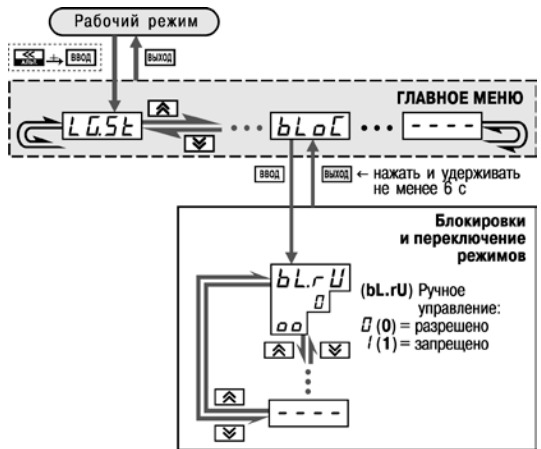 Рабочий режим
≪ АЛЬТ + ВВОД ВЫХОД
ГЛАВНОЕ МЕНЮ
LG.St ••• bLoC ••• ----
ВВОД ВЫХОД ← нажать и удерживать
не менее 6 с
Блокировки
и переключение
режимов
bL.rU
0
oo
(bL.rU) Ручное
управление:
0 (0) = разрешено
1 (1) = запрещено
----